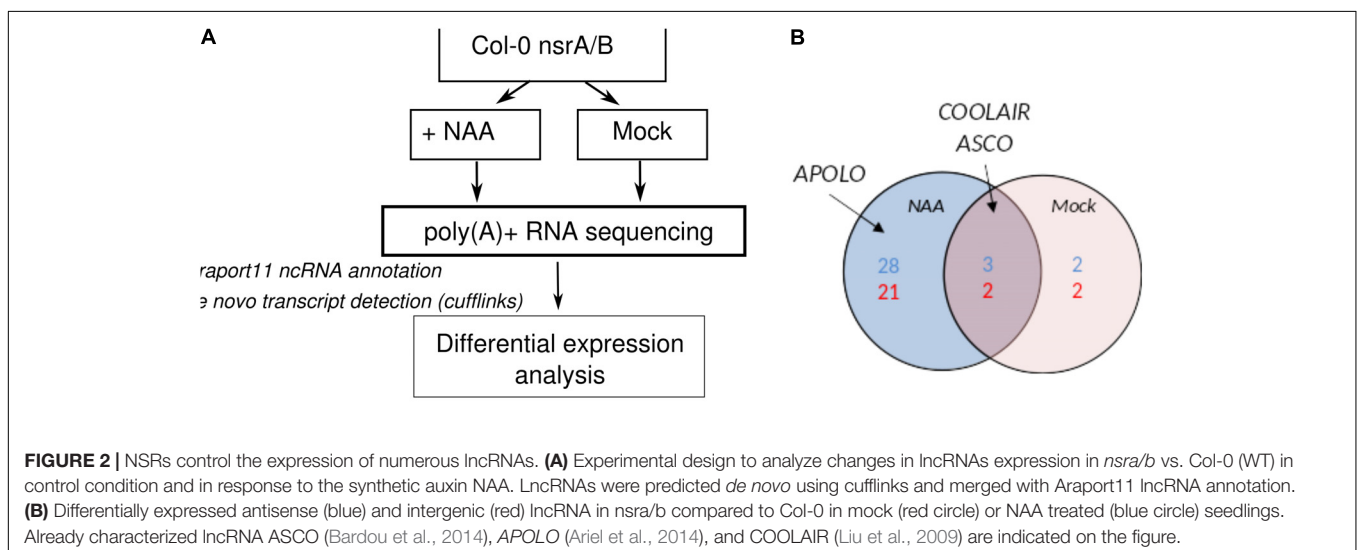 A
Col-0 nsrA/B
+ NAA
Mock
poly(A)+ RNA sequencing
raport11 ncRNA annotation
e novo transcript detection (cufflinks)
Differential expression
analysis
B
COOLAIR
ASCO
APOLO
NAA
Mock
28 3 2
21 2 2
FIGURE 2 | NSRs control the expression of numerous lncRNAs. (A) Experimental design to analyze changes in lncRNAs expression in nsra/b vs. Col-0 (WT) in
control condition and in response to the synthetic auxin NAA. LncRNAs were predicted de novo using cufflinks and merged with Araport11 lncRNA annotation.
(B) Differentially expressed antisense (blue) and intergenic (red) lncRNA in nsra/b compared to Col-0 in mock (red circle) or NAA treated (blue circle) seedlings.
Already characterized lncRNA ASCO (Bardou et al., 2014), APOLO (Ariel et al., 2014), and COOLAIR (Liu et al., 2009) are indicated on the figure.